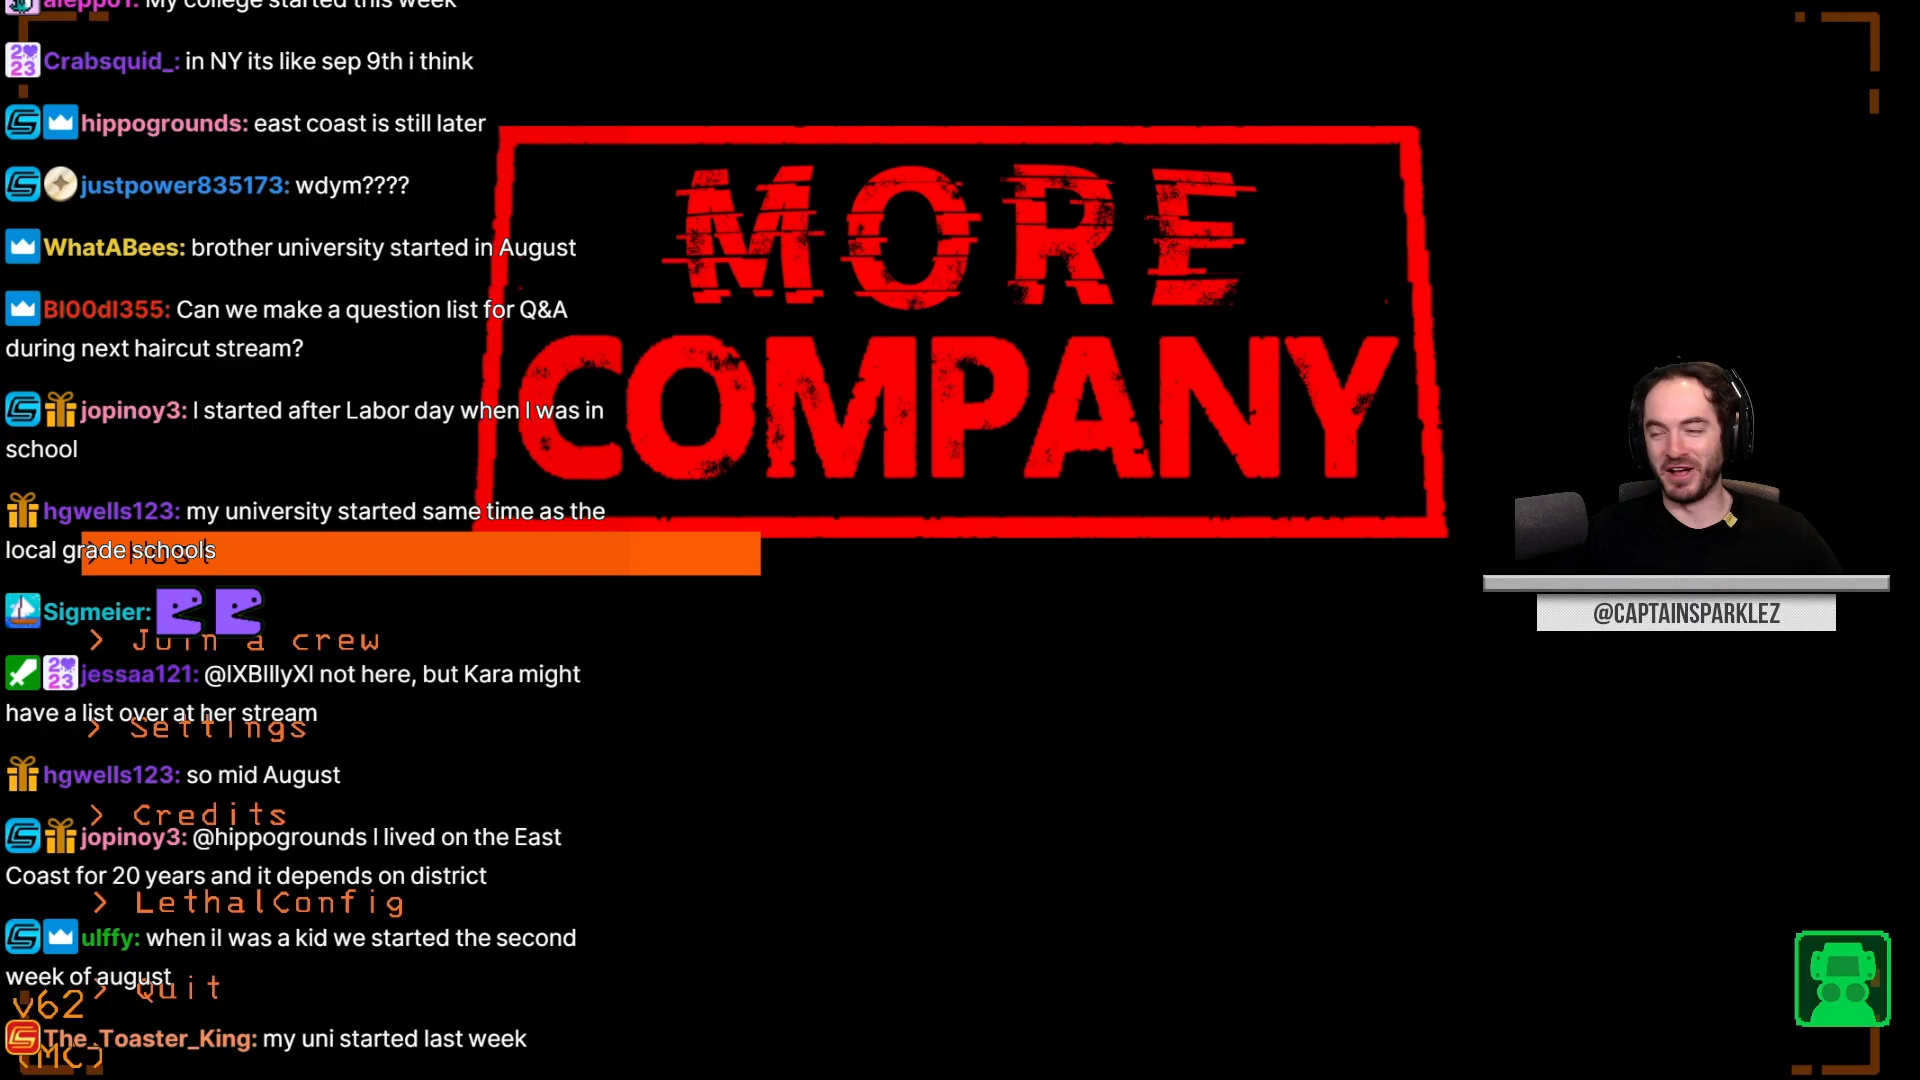 aleppo1: My college started this week
Crabsquid_: in NY its like sep 9th i think
hippogrounds: east coast is still later
justpower835173: wdym????
WhatABees: brother university started in August
Bl00dl355: Can we make a question list for Q&A
during next haircut stream?
jopinoy3: I started after Labor day when I was in
school
hgwells123: my university started same time as the
local grade schools
Sigmeier:
jessaa121: @IXBIllyXI not here, but Kara might
have a list over at her stream
hgwells123: so mid August
jopinoy3: @hippogrounds I lived on the East
Coast for 20 years and it depends on district
ulffy: when iI was a kid we started the second
week of august
The_Toaster_King: my uni started last week
MORE
COMPANY
> Host
> Join a crew
> Settings
> Credits
> LethalConfig
> Quit
v62
(MC)
@CAPTAINSPARKLEZ